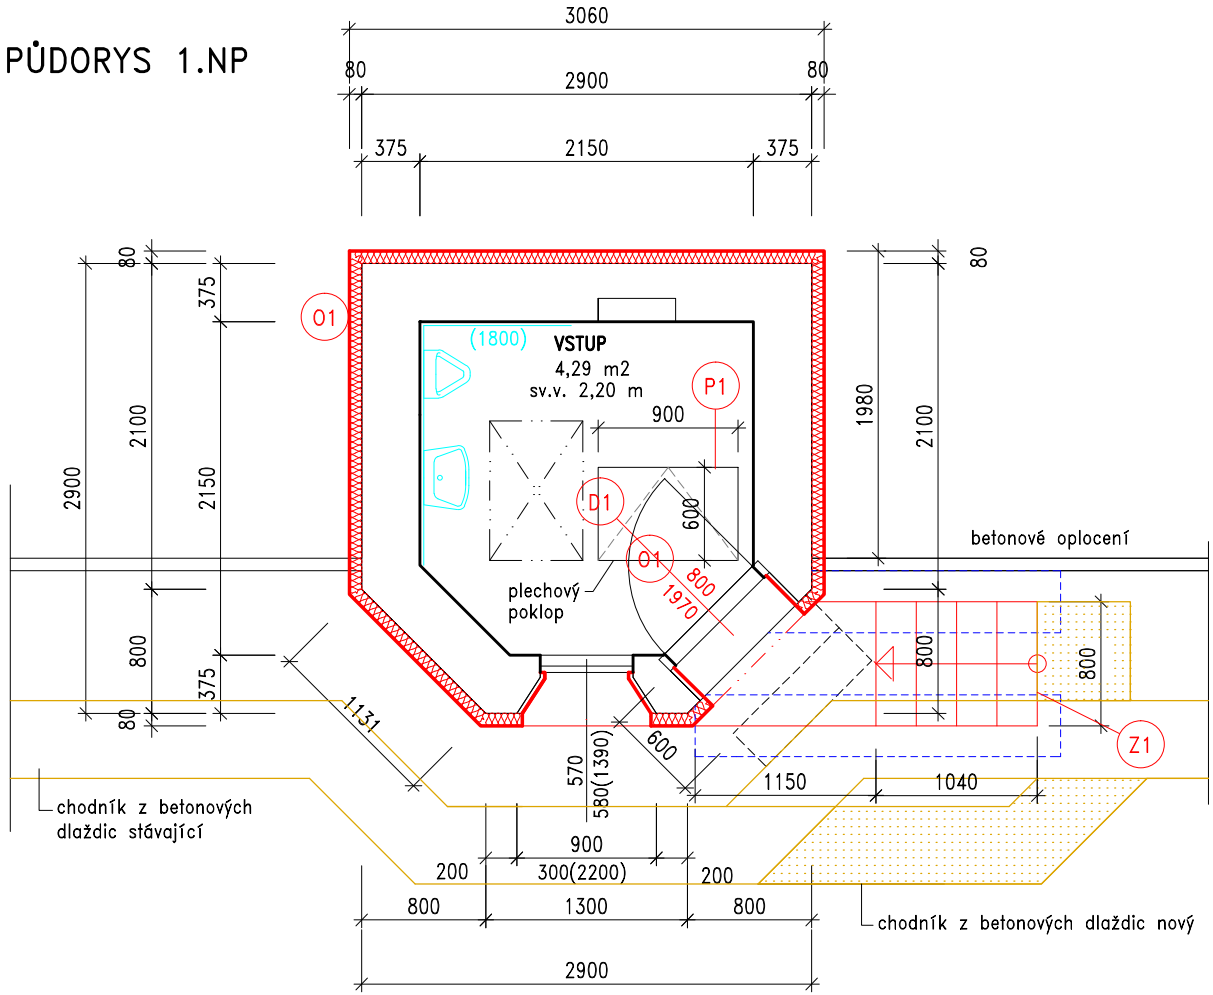 3060
PŮDORYS 1.NP
80
2900
80
375
2150
375
80
375
80
O1
(1800)
VSTUP
4,29 m2
sv.v. 2,20 m
P1
900
1980
2100
2100
2900
2150
D1
600
O1
betonové oplocení
800
1970
plechový
poklop
800
375
80
800
800
1131
600
570
580(1390)
Z1
1150
1040
chodník z betonových
dlaždic stávající
900
200
300(2200)
200
800
1300
800
chodník z betonových dlaždic nový
2900